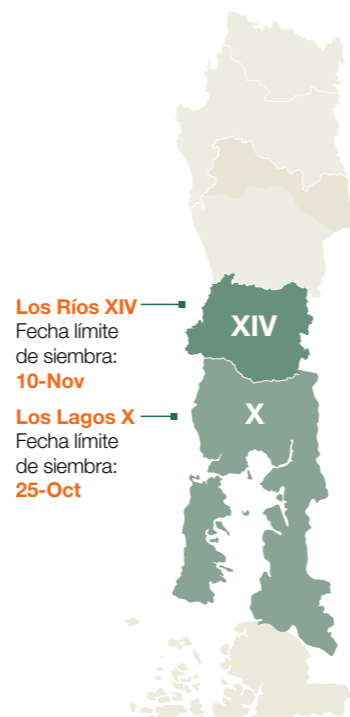 Los Ríos XIV
Fecha límite
de siembra:
10-Nov
XIV
Los Lagos X
Fecha límite
de siembra:
25-Oct
X